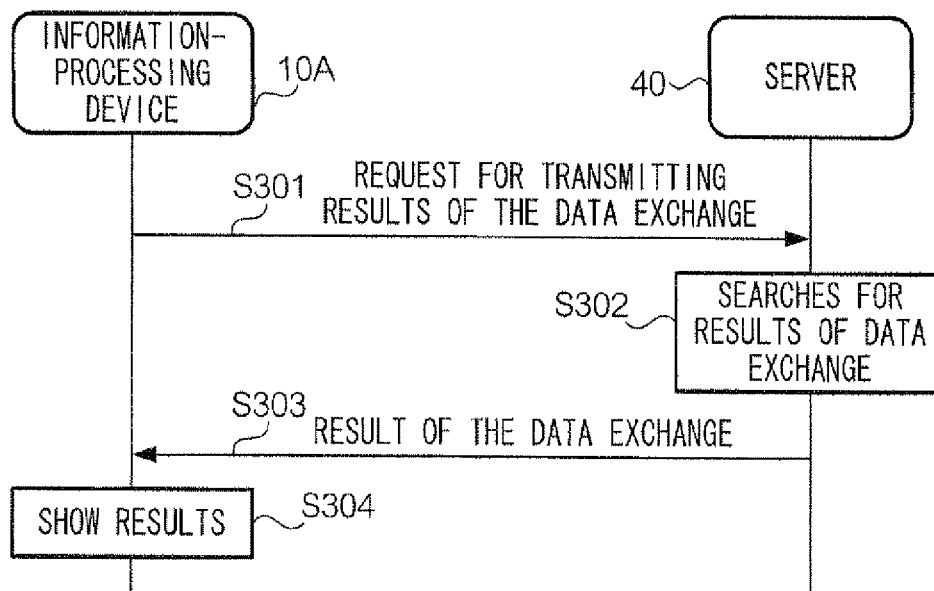 INFORMATION-
PROCESSING
DEVICE
10A
40
SERVER
S301
REQUEST FOR TRANSMITTING
RESULTS OF THE DATA EXCHANGE
S302
SEARCHES FOR
RESULTS OF DATA
EXCHANGE
S303
RESULT OF THE DATA EXCHANGE
SHOW RESULTS
S304